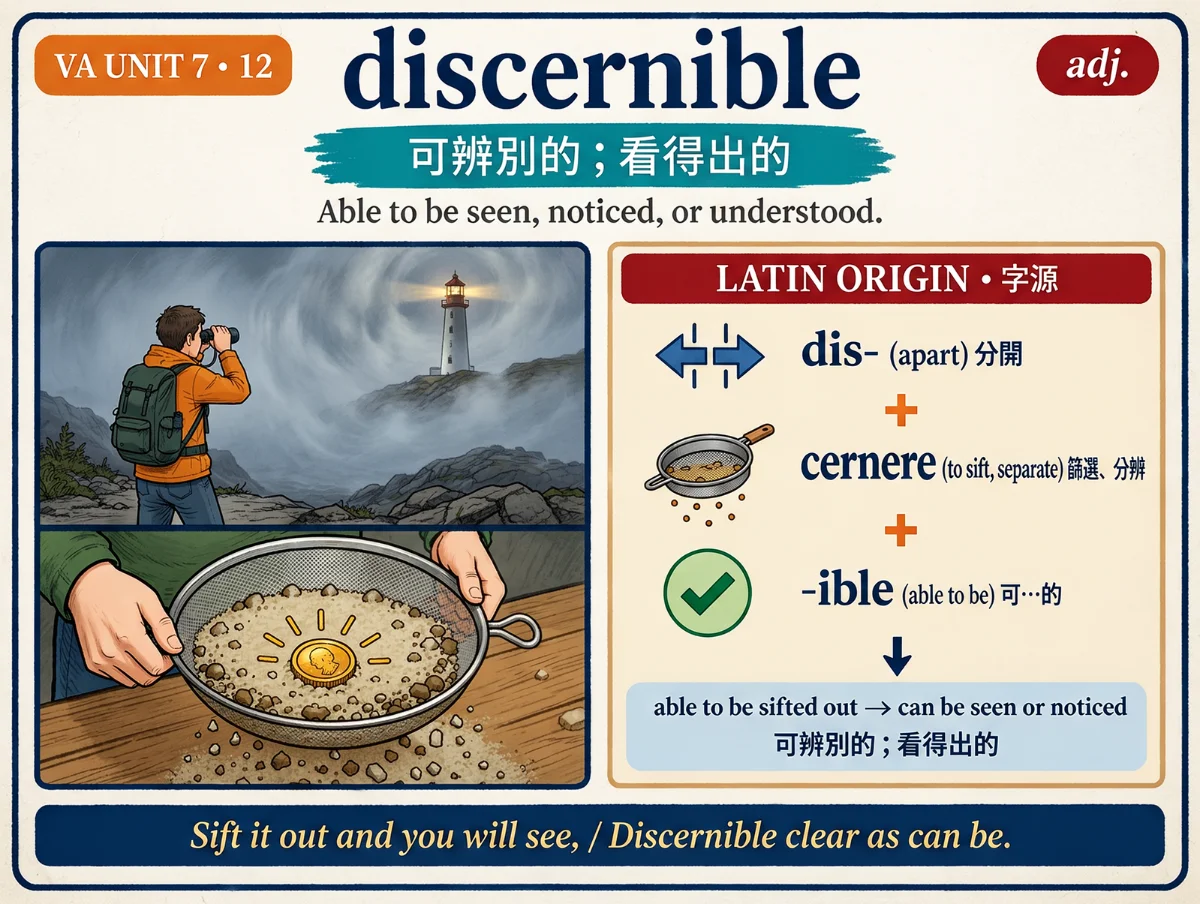 VA UNIT 7 • 12
discernible
adj.
可辨別的；看得出的
Able to be seen, noticed, or understood.
LATIN ORIGIN • 字源
dis- (apart) 分開
+
cernere (to sift, separate) 篩選、分辨
+
-ible (able to be) 可…的
able to be sifted out → can be seen or noticed
可辨別的；看得出的
Sift it out and you will see, / Discernible clear as can be.